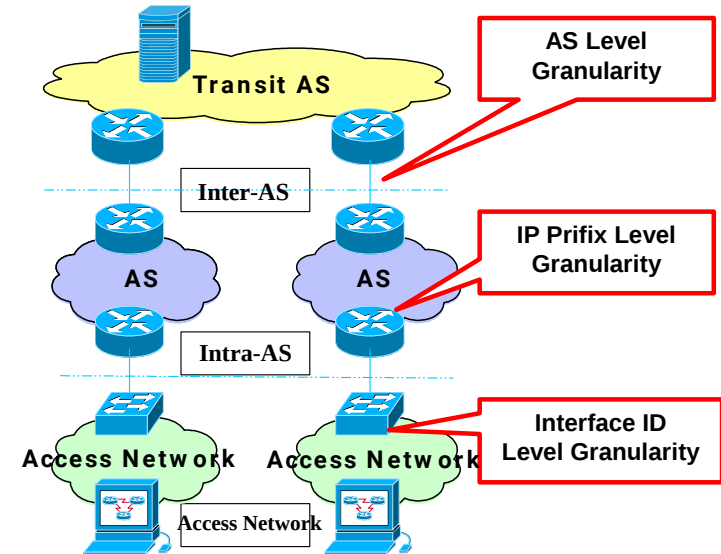 AS Level
Granularity
Transit AS
Inter-AS
IP Prifix Level
Granularity
AS
AS
Intra-AS
Interface ID
Level Granularity
Access Network
Access Network
Access Network